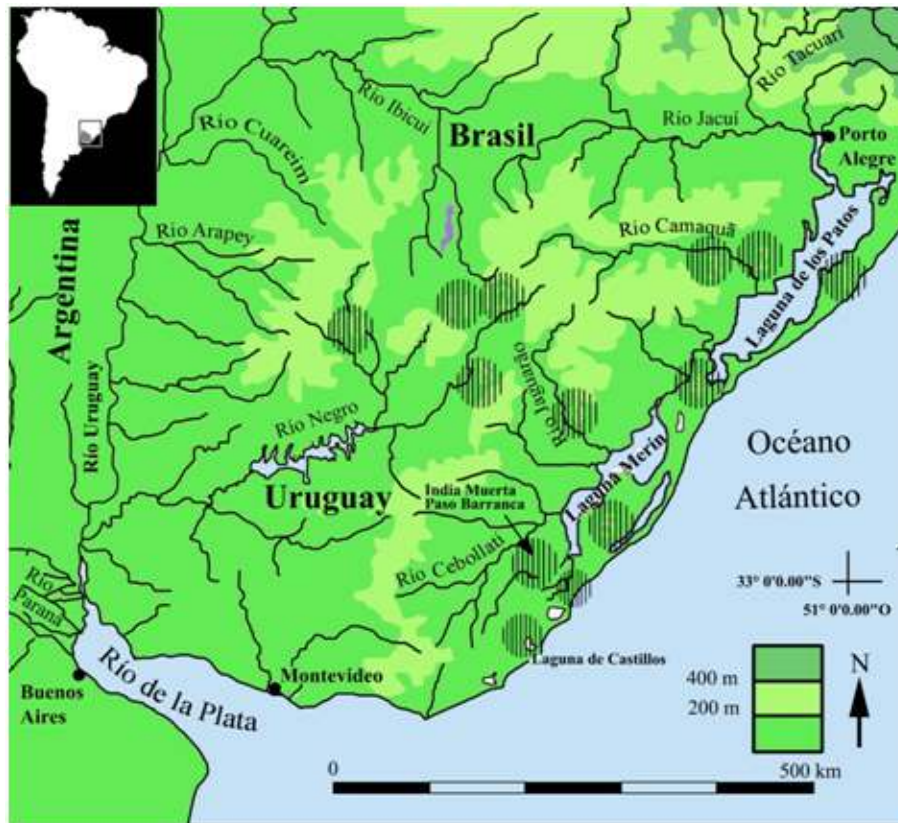 Río Tacuari
Río Ibicuí
Río Cuareim
Brasil
Río Jacuí
Porto
Alegre
Río Arapey
Río Camaquã
Argentina
Laguna de los Patos
Río Uruguay
Río Jaguarão
Río Negro
Océano
Atlántico
Uruguay
India Muerta
Paso Barranca
Laguna Merín
Río Cebollatí
33° 0'0.00"S
51° 0'0.00"O
Río
Paraná
Laguna de Castillos
Montevideo
Buenos
Aires
Río de la Plata
400 m
200 m
N
0
500 km